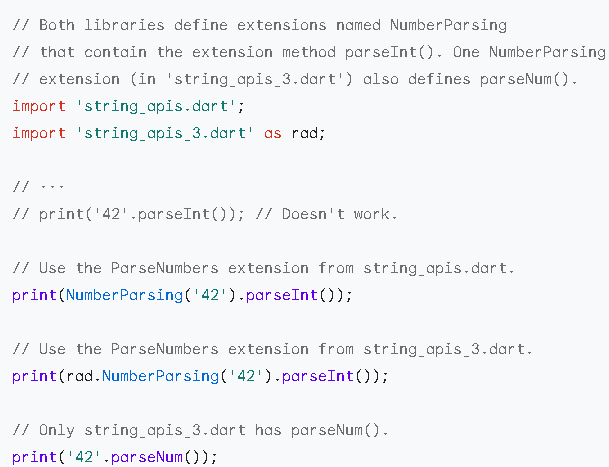 // Both libraries define extensions named NumberParsing
// that contain the extension method parseInt(). One NumberParsing
// extension (in 'string_apis_3.dart') also defines parseNum().
import 'string_apis.dart';
import 'string_apis_3.dart' as rad;
// ···
// print('42'.parseInt()); // Doesn't work.
// Use the ParseNumbers extension from string_apis.dart.
print(NumberParsing('42').parseInt());
// Use the ParseNumbers extension from string_apis_3.dart.
print(rad.NumberParsing('42').parseInt());
// Only string_apis_3.dart has parseNum().
print('42'.parseNum());